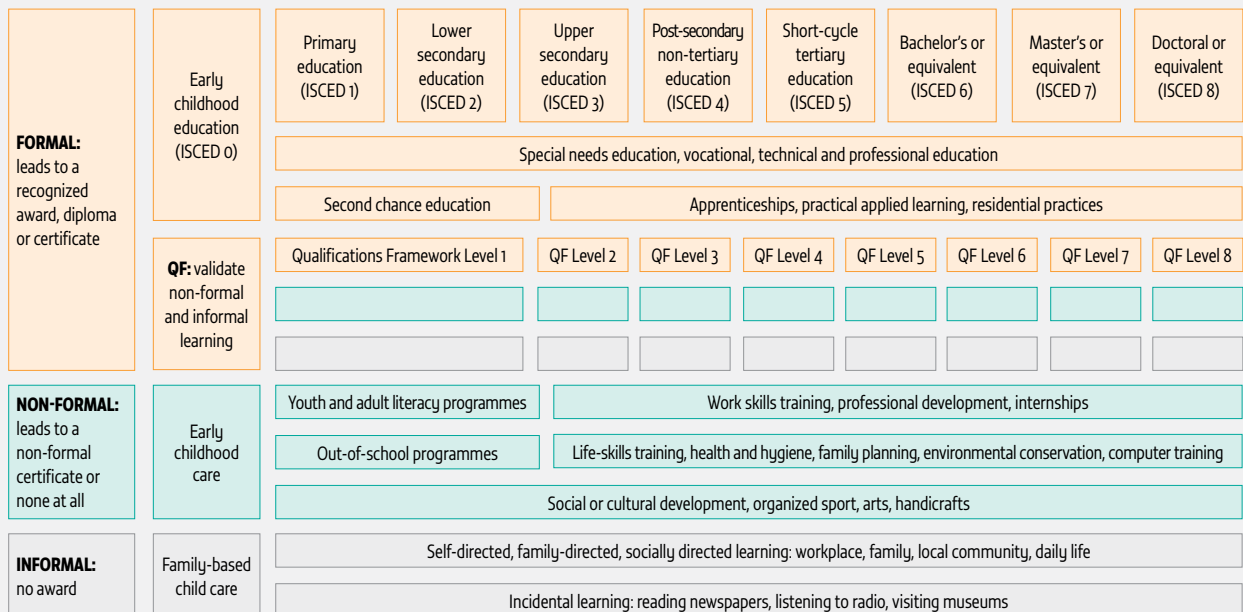 FORMAL:
leads to a
recognized
award, diploma
or certificate
Early
childhood
education
(ISCED 0)
Primary
education
(ISCED 1)
Lower
secondary
education
(ISCED 2)
Upper
secondary
education
(ISCED 3)
Post-secondary
non-tertiary
education
(ISCED 4)
Short-cycle
tertiary
education
(ISCED 5)
Bachelor's or
equivalent
(ISCED 6)
Master's or
equivalent
(ISCED 7)
Doctoral or
equivalent
(ISCED 8)
Special needs education, vocational, technical and professional education
Second chance education
Apprenticeships, practical applied learning, residential practices
QF: validate
non-formal
and informal
learning
Qualifications Framework Level 1
QF Level 2
QF Level 3
QF Level 4
QF Level 5
QF Level 6
QF Level 7
QF Level 8
NON-FORMAL:
leads to a
non-formal
certificate or
none at all
Early
childhood
care
Youth and adult literacy programmes
Work skills training, professional development, internships
Out-of-school programmes
Life-skills training, health and hygiene, family planning, environmental conservation, computer training
Social or cultural development, organized sport, arts, handicrafts
INFORMAL:
no award
Family-based
child care
Self-directed, family-directed, socially directed learning: workplace, family, local community, daily life
Incidental learning: reading newspapers, listening to radio, visiting museums